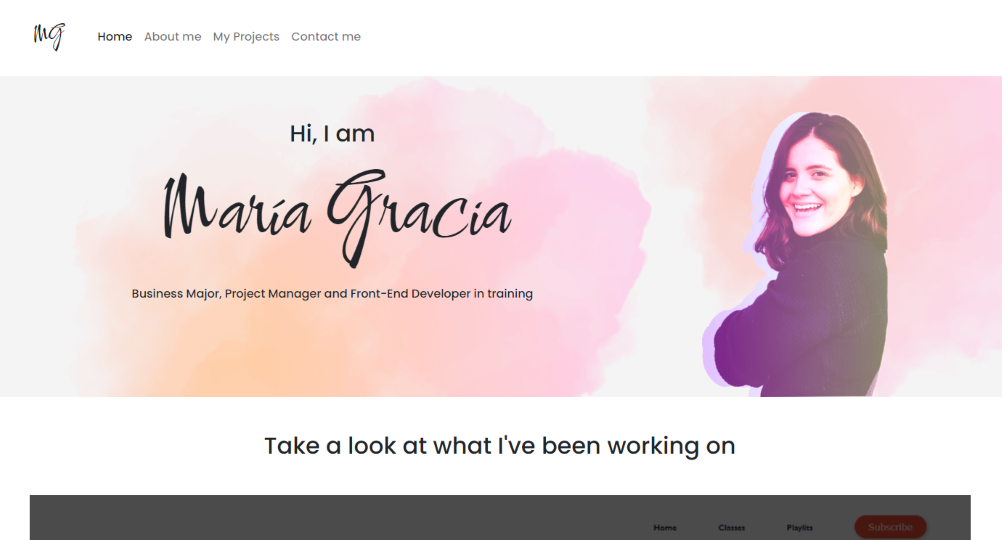 MG
Home About me My Projects Contact me
Hi, I am
María Gracia
Business Major, Project Manager and Front-End Developer in training
Take a look at what I've been working on
Home Classes Playlits Subscribe